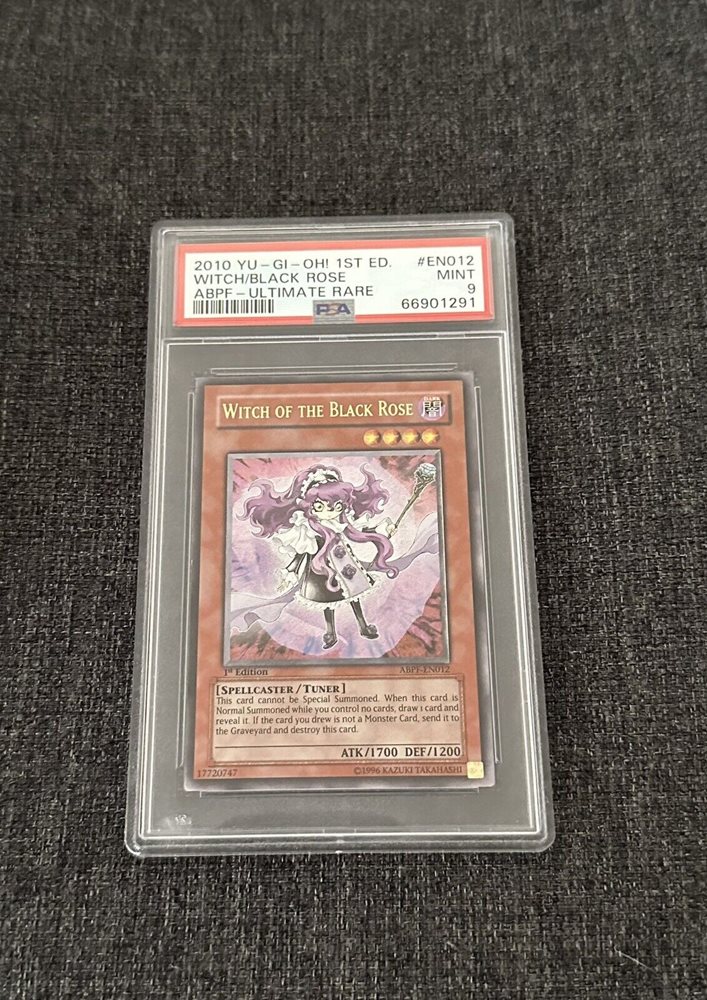 2010 YU-GI-OH! 1ST ED. #EN012
WITCH/BLACK ROSE MINT
ABPF-ULTIMATE RARE 9
PSA 66901291
WITCH OF THE BLACK ROSE
DARK
闇
1st Edition ABPF-EN012
[SPELLCASTER/TUNER]
This card cannot be Special Summoned. When this card is
Normal Summoned while you control no cards, draw 1 card and
reveal it. If the card you drew is not a Monster Card, send it to
the Graveyard and destroy this card.
ATK/1700 DEF/1200
17720747 ©1996 KAZUKI TAKAHASHI